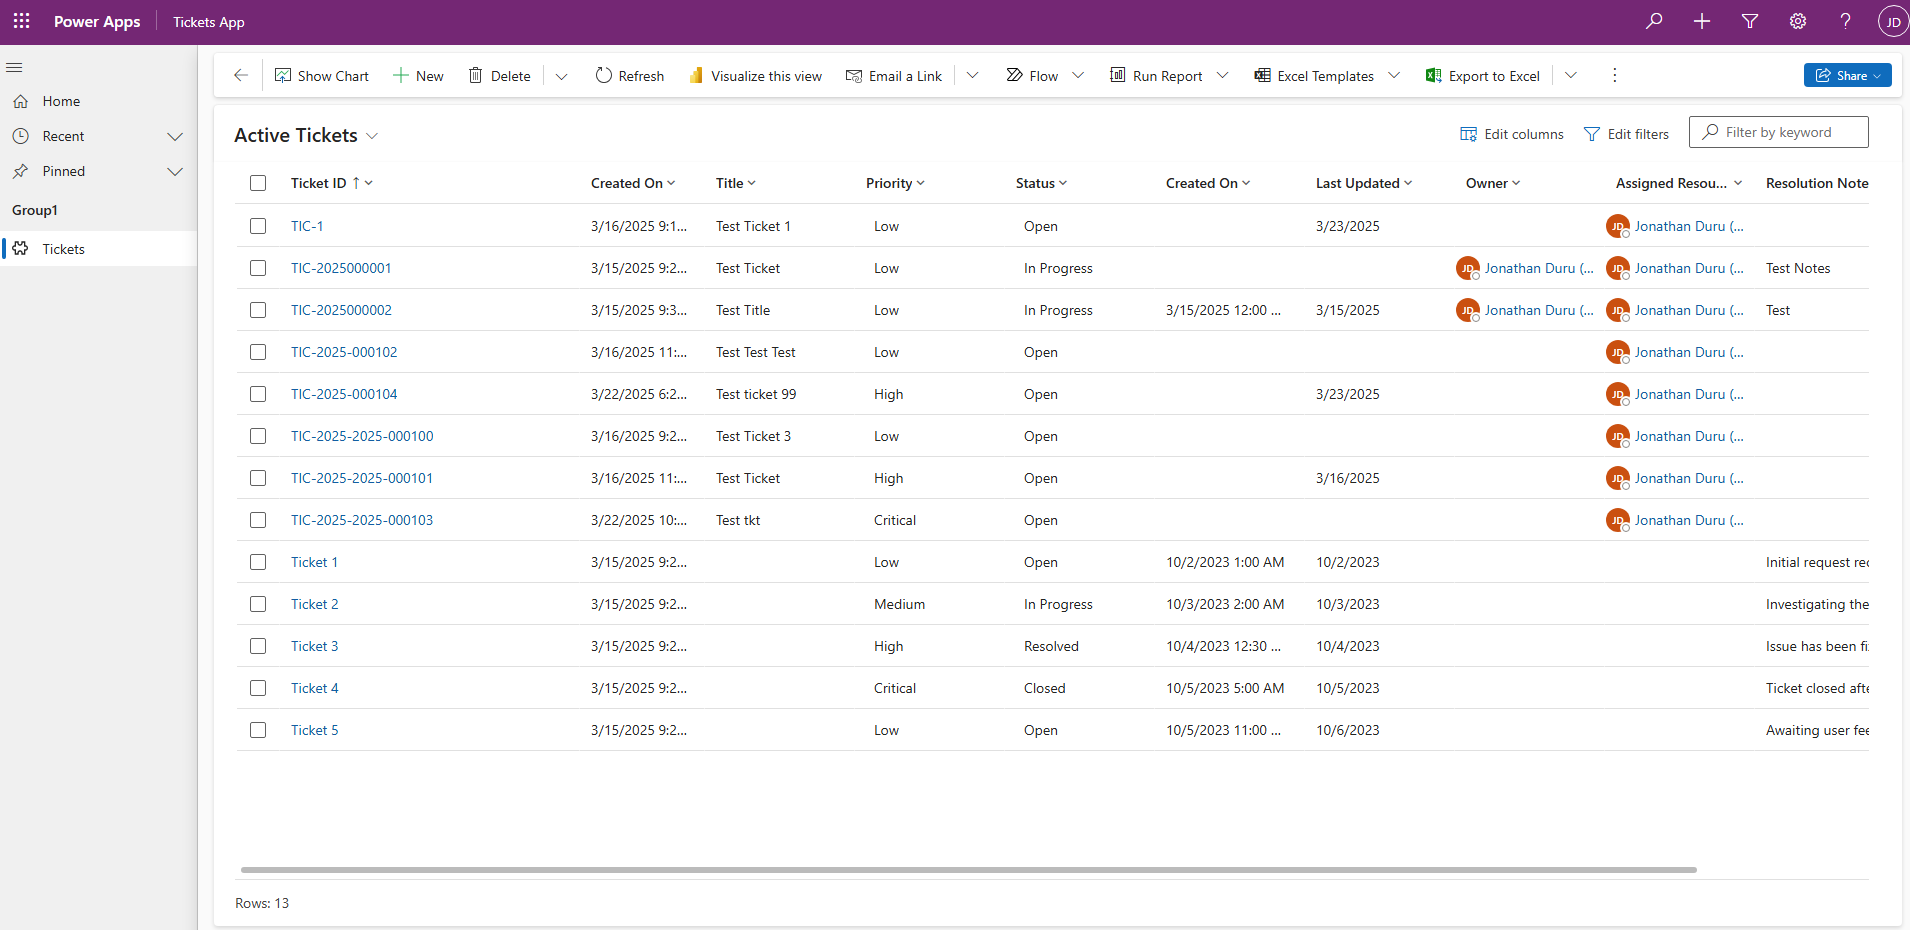 Power Apps Tickets App JD
Show Chart New Delete Refresh Visualize this view Email a Link Flow Run Report Excel Templates Export to Excel Share
Home
Recent
Pinned
Group1
Tickets
Active Tickets Edit columns Edit filters Filter by keyword
Ticket ID ↑ Created On Title Priority Status Created On Last Updated Owner Assigned Resou... Resolution Note
TIC-1 3/16/2025 9:1... Test Ticket 1 Low Open 3/23/2025 JD Jonathan Duru (...
TIC-2025000001 3/15/2025 9:2... Test Ticket Low In Progress JD Jonathan Duru (... JD Jonathan Duru (... Test Notes
TIC-2025000002 3/15/2025 9:3... Test Title Low In Progress 3/15/2025 12:00 ... 3/15/2025 JD Jonathan Duru (... JD Jonathan Duru (... Test
TIC-2025-000102 3/16/2025 11:... Test Test Test Low Open JD Jonathan Duru (...
TIC-2025-000104 3/22/2025 6:2... Test ticket 99 High Open 3/23/2025 JD Jonathan Duru (...
TIC-2025-2025-000100 3/16/2025 9:2... Test Ticket 3 Low Open JD Jonathan Duru (...
TIC-2025-2025-000101 3/16/2025 11:... Test Ticket High Open 3/16/2025 JD Jonathan Duru (...
TIC-2025-2025-000103 3/22/2025 10:... Test tkt Critical Open JD Jonathan Duru (...
Ticket 1 3/15/2025 9:2... Low Open 10/2/2023 1:00 AM 10/2/2023 Initial request rec
Ticket 2 3/15/2025 9:2... Medium In Progress 10/3/2023 2:00 AM 10/3/2023 Investigating the
Ticket 3 3/15/2025 9:2... High Resolved 10/4/2023 12:30 ... 10/4/2023 Issue has been fi
Ticket 4 3/15/2025 9:2... Critical Closed 10/5/2023 5:00 AM 10/5/2023 Ticket closed afte
Ticket 5 3/15/2025 9:2... Low Open 10/5/2023 11:00 ... 10/6/2023 Awaiting user fee
Rows: 13